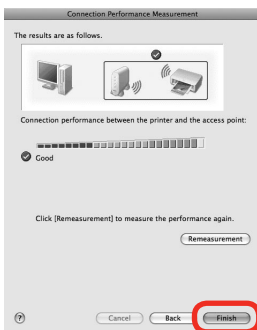 Connection Performance Measurement
The results are as follows.
Connection performance between the printer and the access point:
Good
Click [Remeasurement] to measure the performance again.
Remeasurement
? Cancel Back Finish